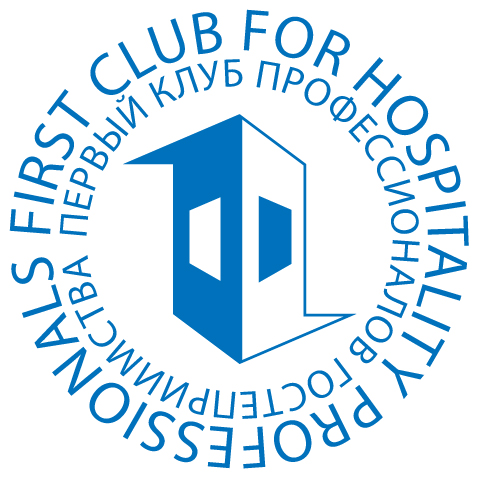 FIRST CLUB FOR HOSPITALITY PROFESSIONALS
ПЕРВЫЙ КЛУБ ПРОФЕССИОНАЛОВ ГОСТЕПРИИМСТВА